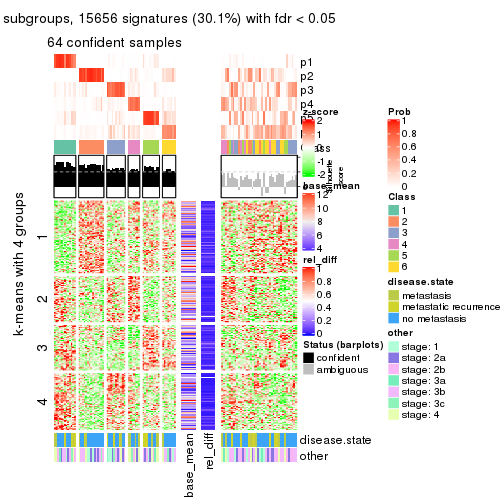 subgroups, 15656 signatures (30.1%) with fdr < 0.05
64 confident samples
p1
p2
p3
p4
z-score
2
1
0
-1
-2
Class
Silhouette
score
base_mean
12
10
8
6
4
rel_diff
1
0.8
0.6
0.4
0.2
0
Status (barplots)
confident
ambiguous
Prob
1
0.8
0.6
0.4
0.2
0
Class
1
2
3
4
5
6
disease.state
metastasis
metastatic recurrence
no metastasis
other
stage: 1
stage: 2a
stage: 2b
stage: 3a
stage: 3b
stage: 3c
stage: 4
k-means with 4 groups
1
2
3
4
disease.state
other
base_mean
rel_diff